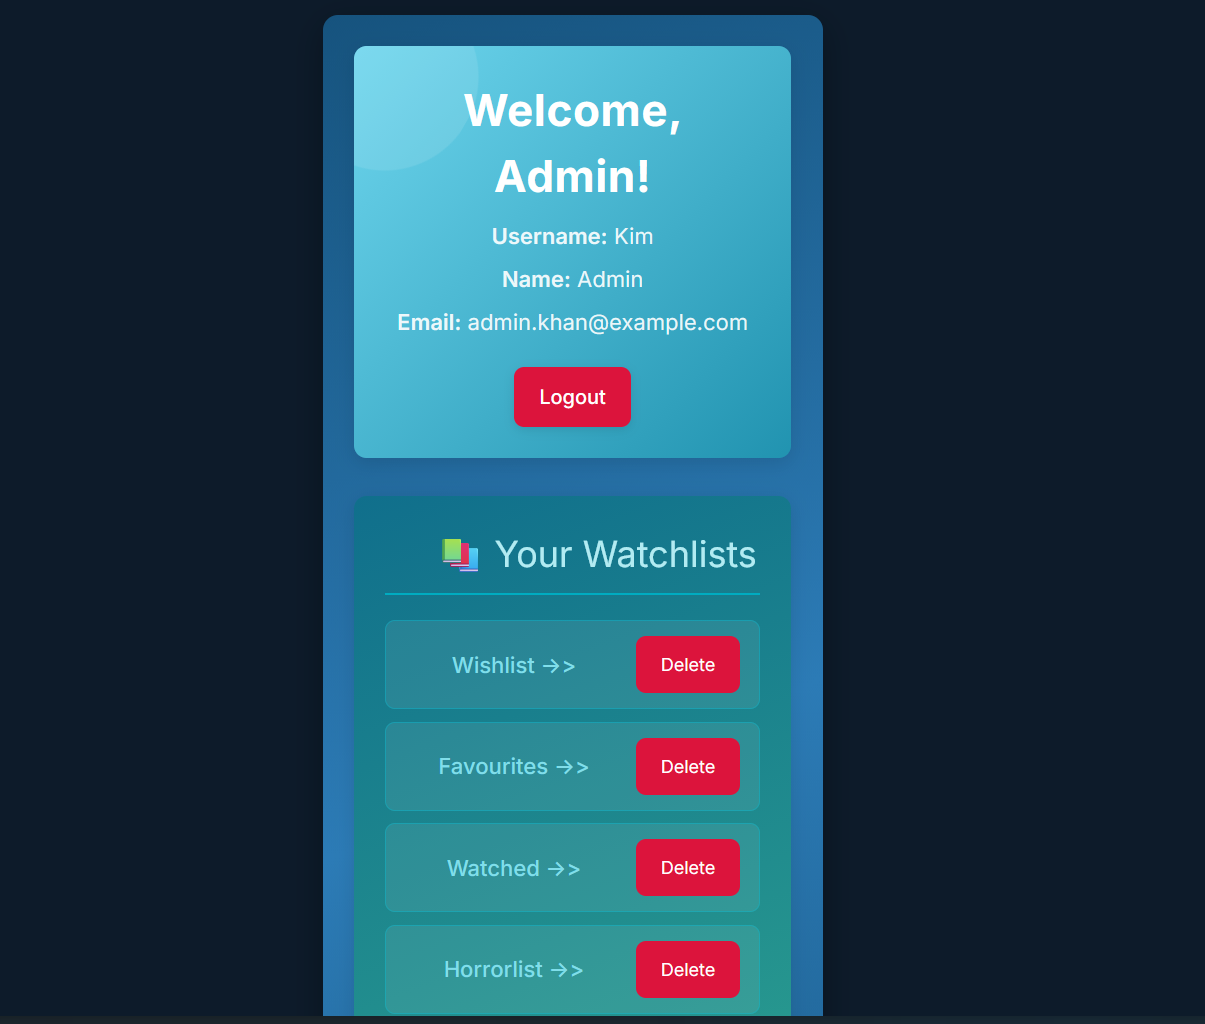 Welcome,
Admin!
Username: Kim
Name: Admin
Email: admin.khan@example.com
Logout
Your Watchlists
Wishlist →>
Delete
Favourites →>
Delete
Watched →>
Delete
Horrorlist →>
Delete